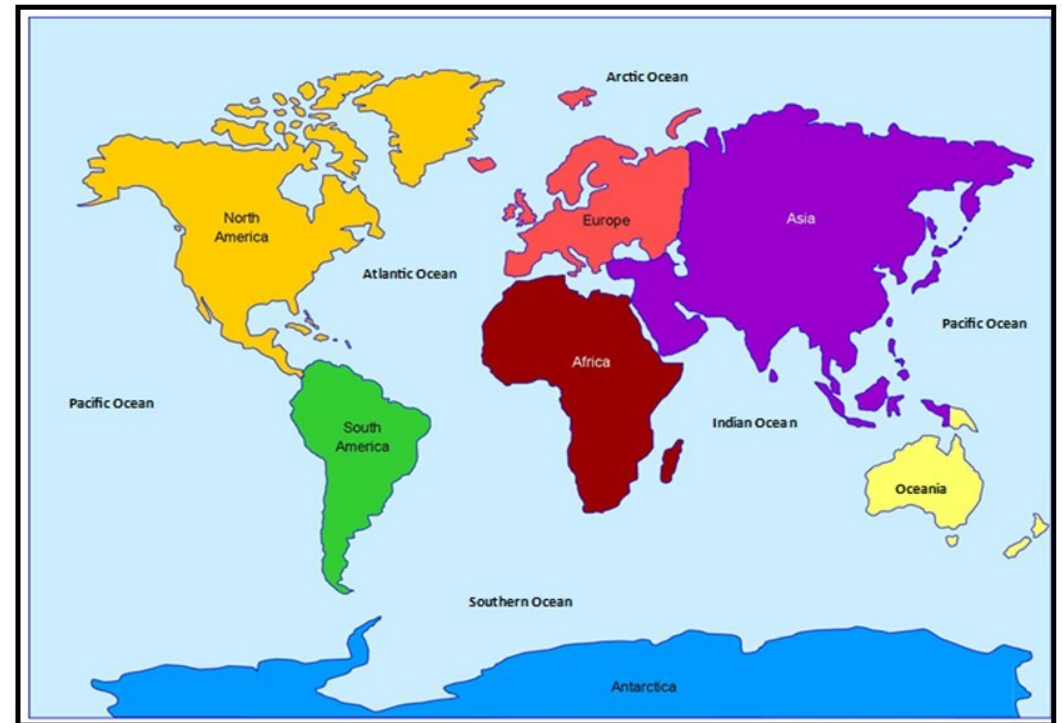 Arctic Ocean
North
America
Europe
Asia
Atlantic Ocean
Pacific Ocean
Africa
Pacific Ocean
Indian Ocean
South
America
Oceania
Southern Ocean
Antarctica